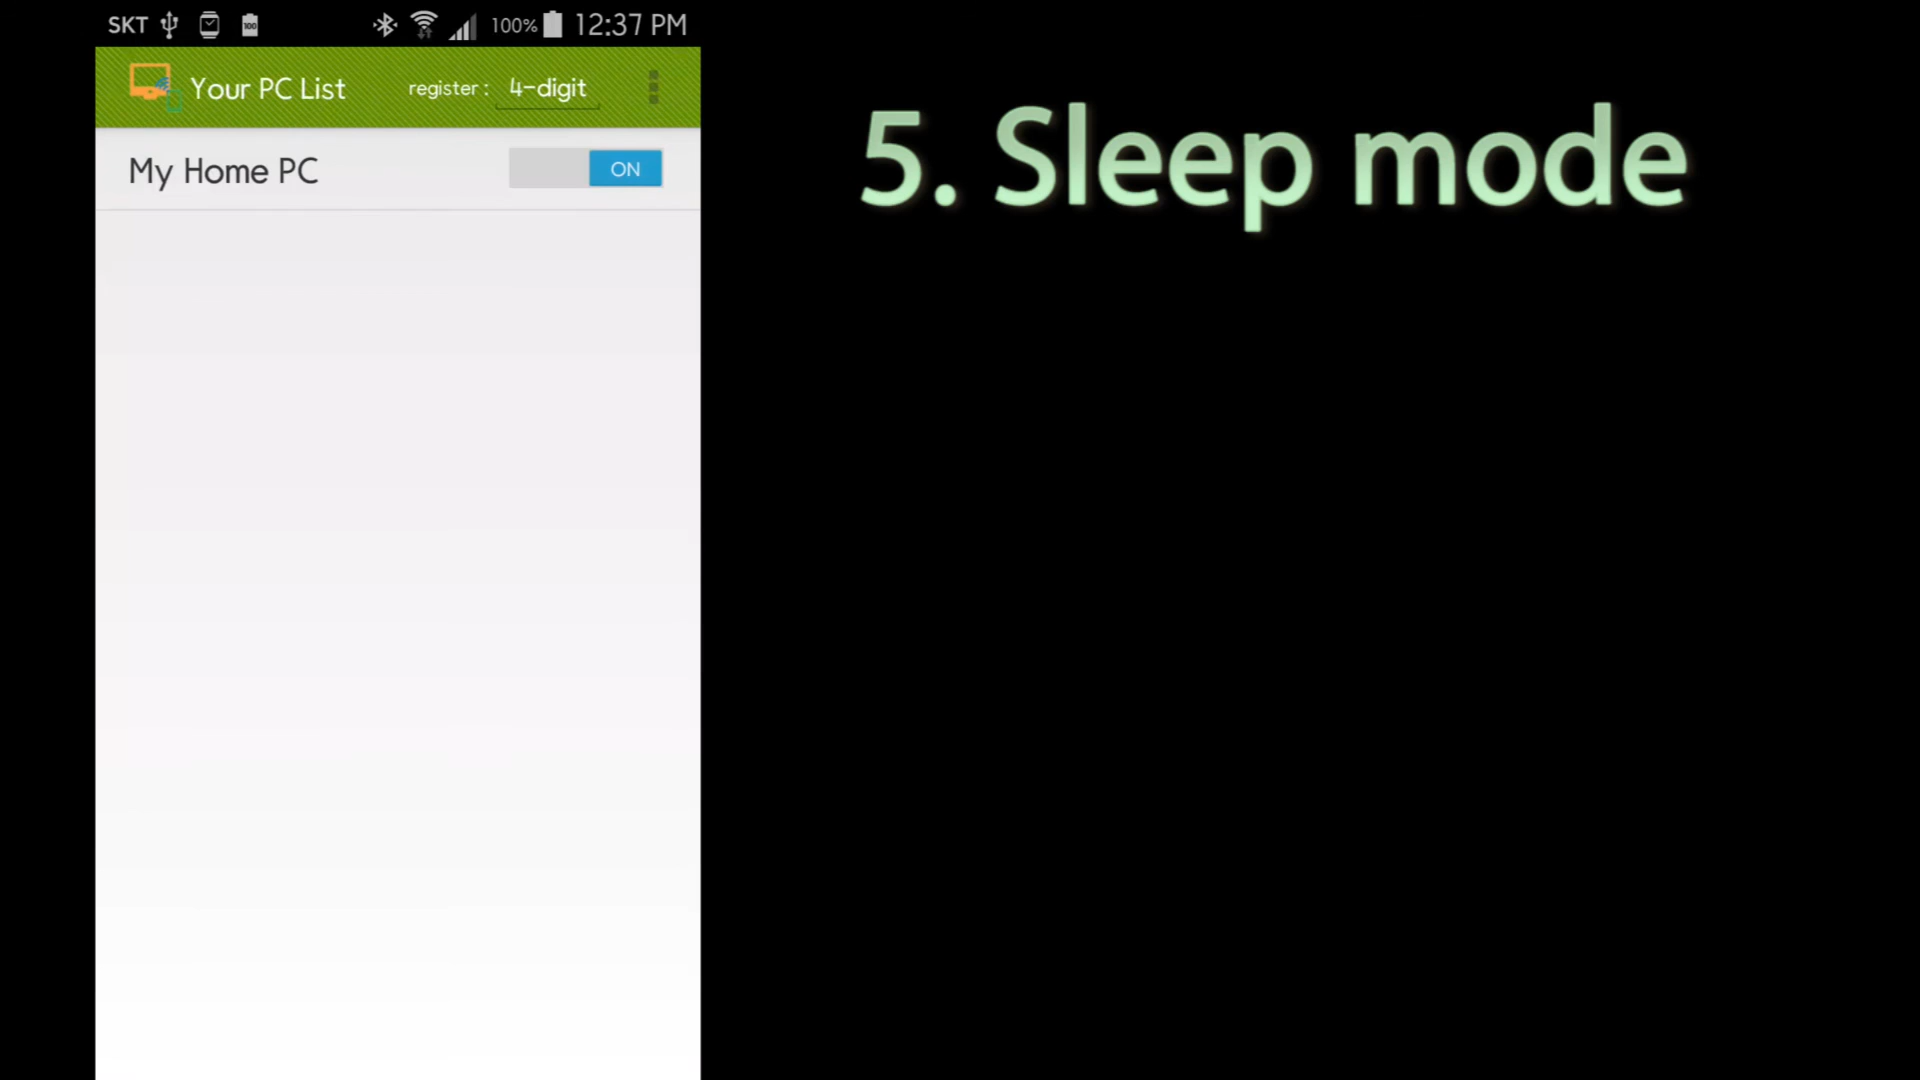 SKT 100% 12:37 PM
Your PC List register : 4-digit
My Home PC ON
5. Sleep mode